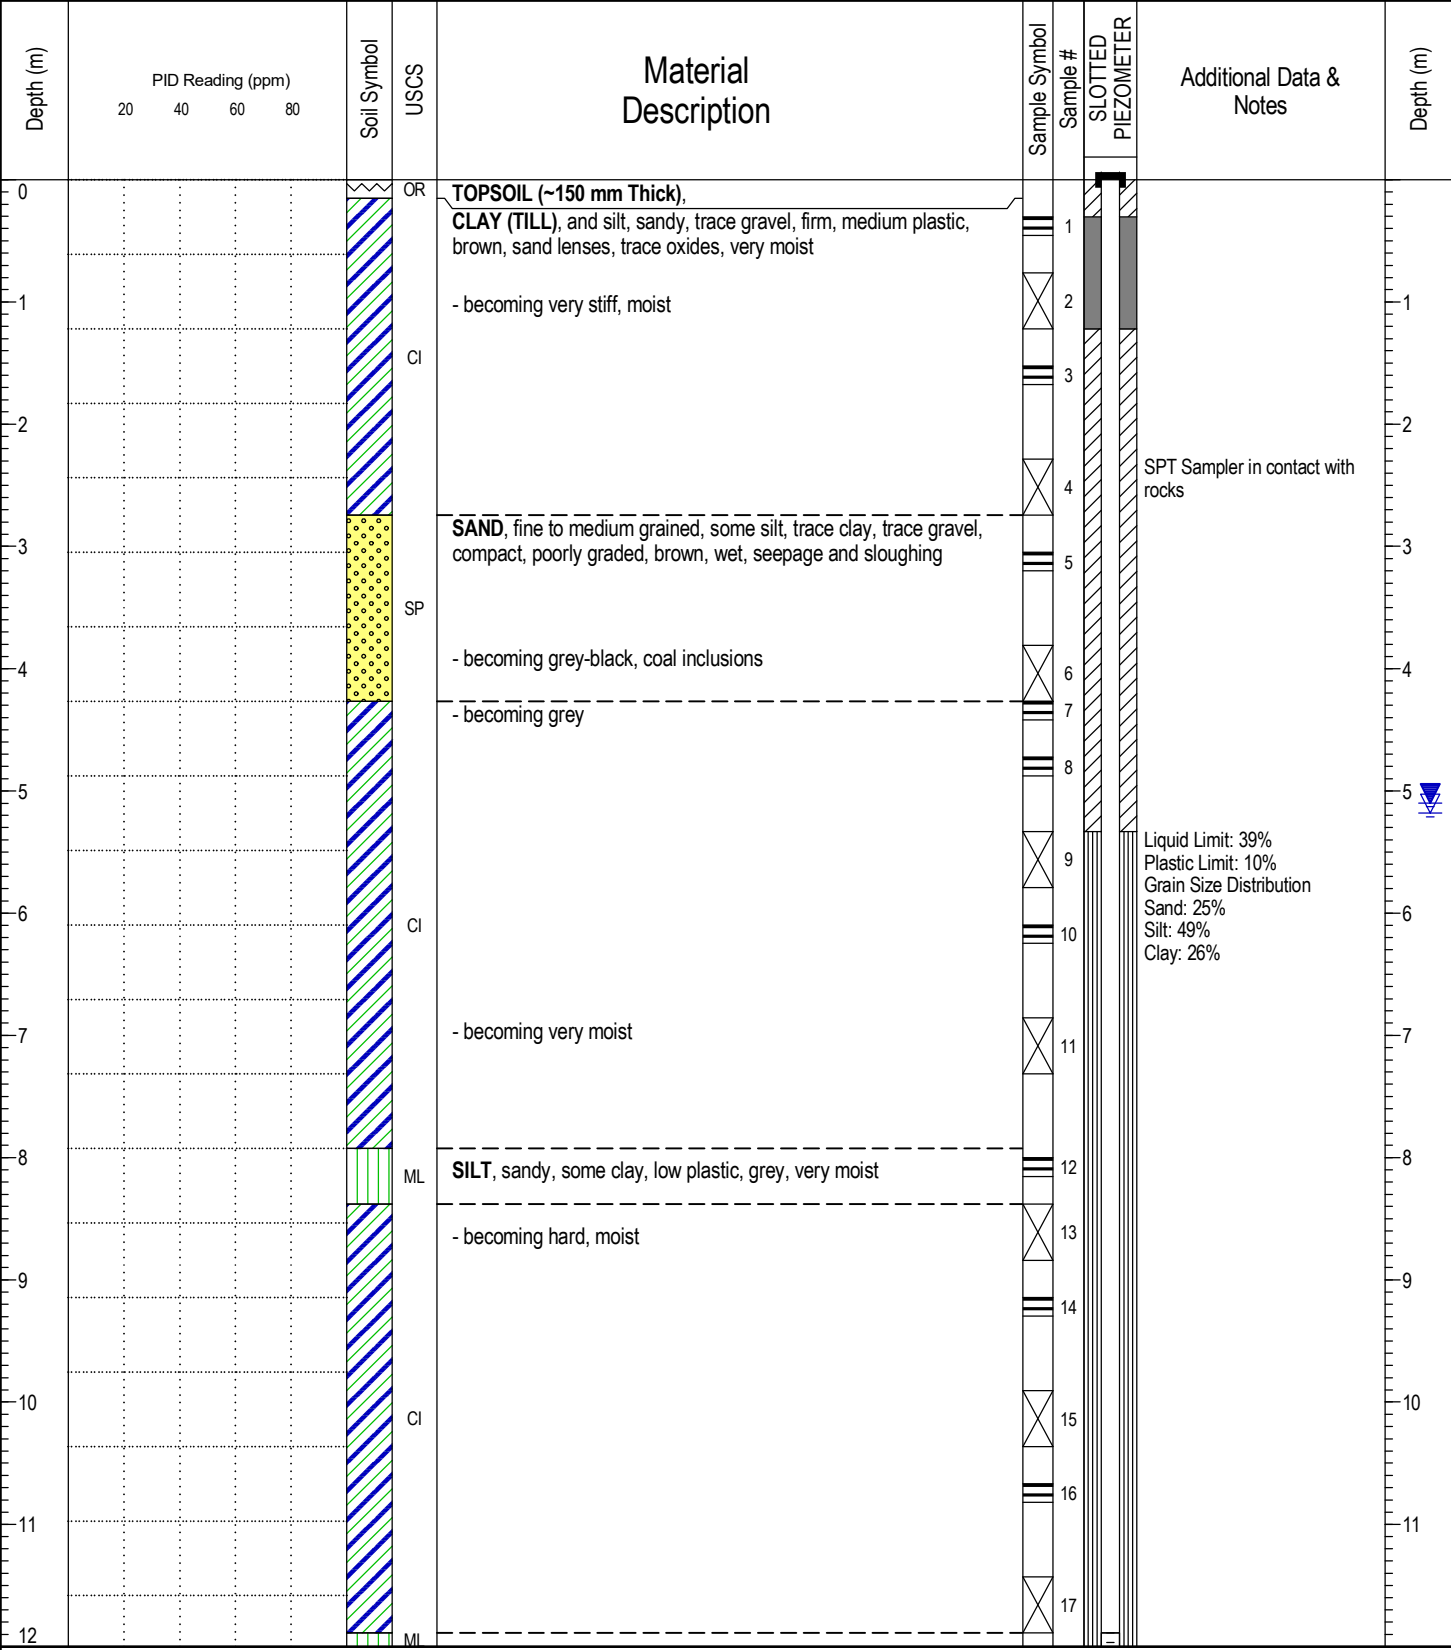 Depth (m)
PID Reading (ppm)
20 40 60 80
Soil Symbol
USCS
Material
Description
Sample Symbol
Sample #
SLOTTED
PIEZOMETER
Additional Data &
Notes
Depth (m)
0
OR
TOPSOIL (~150 mm Thick),
CLAY (TILL), and silt, sandy, trace gravel, firm, medium plastic,
brown, sand lenses, trace oxides, very moist
1
1
- becoming very stiff, moist
2
1
CI
3
2
2
SPT Sampler in contact with
rocks
4
SAND, fine to medium grained, some silt, trace clay, trace gravel,
compact, poorly graded, brown, wet, seepage and sloughing
3
5
3
SP
- becoming grey-black, coal inclusions
4
6
4
- becoming grey
7
8
5
5
Liquid Limit: 39%
Plastic Limit: 10%
Grain Size Distribution
Sand: 25%
Silt: 49%
Clay: 26%
9
6
CI
10
6
- becoming very moist
7
11
7
8
8
ML
SILT, sandy, some clay, low plastic, grey, very moist
12
- becoming hard, moist
13
9
9
14
10
10
CI
15
16
11
11
17
12
ML